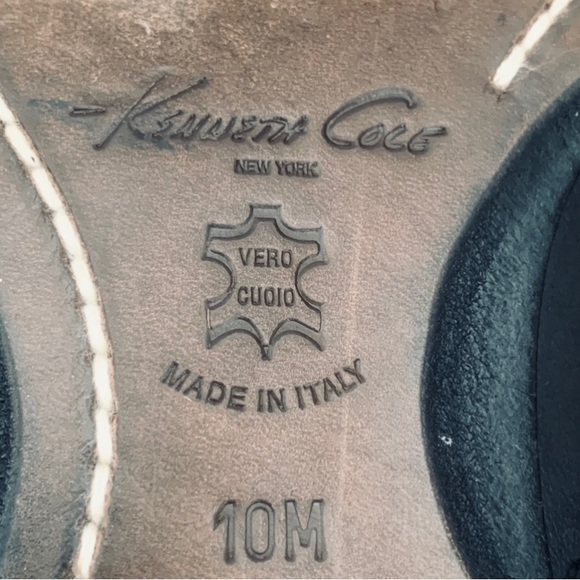 -Kenneth Cole
NEW YORK
VERO
CUOIO
MADE IN ITALY
10M